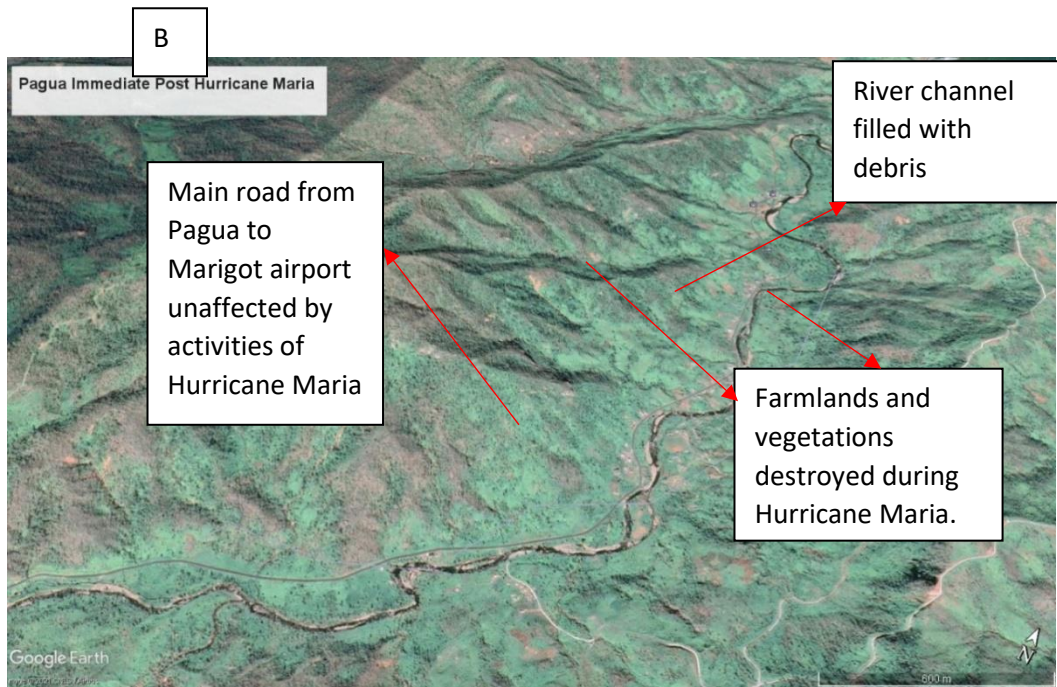 B
Pagua Immediate Post Hurricane Maria
River channel
filled with
debris
Main road from
Pagua to
Marigot airport
unaffected by
activities of
Hurricane Maria
Farmlands and
vegetations
destroyed during
Hurricane Maria.
Google Earth
N
600 m